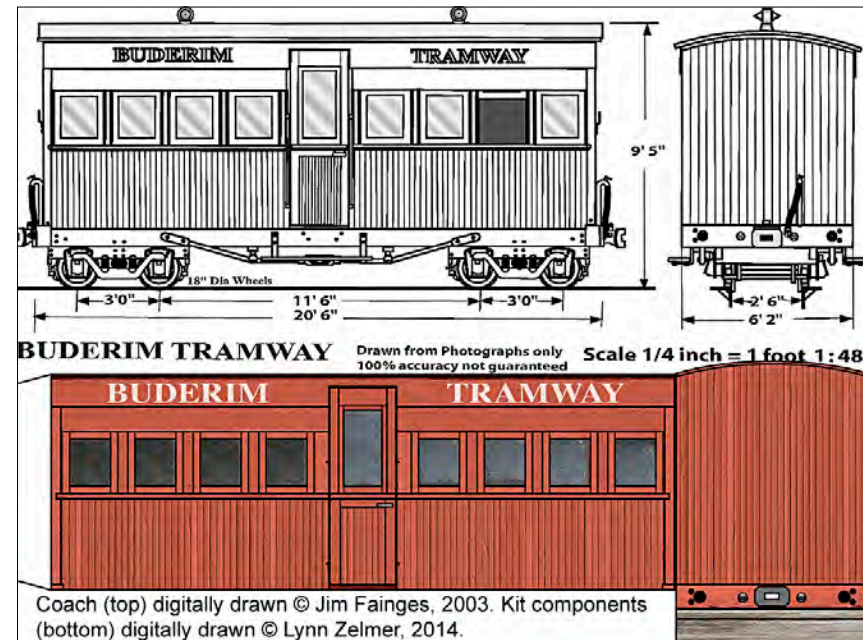 BUDERIM TRAMWAY
9' 5"
18" Dia Wheels
3'0" 11' 6" 3'0"
20' 6"
2' 6"
6' 2"
BUDERIM TRAMWAY
Drawn from Photographs only
100% accuracy not guaranteed
Scale 1/4 inch = 1 foot 1:48
BUDERIM TRAMWAY
Coach (top) digitally drawn © Jim Fainges, 2003. Kit components
(bottom) digitally drawn © Lynn Zelmer, 2014.